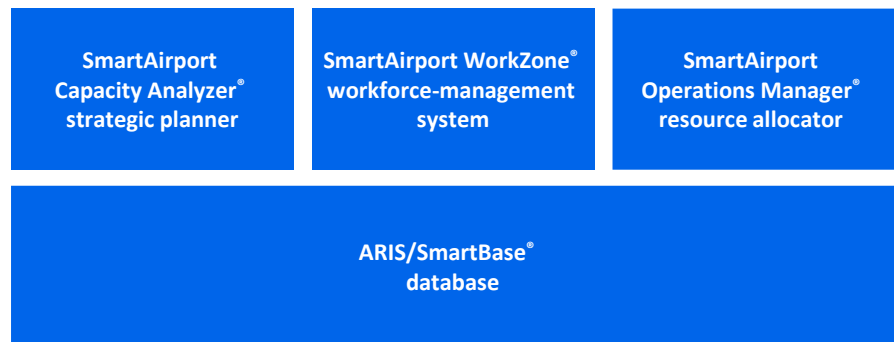 SmartAirport
Capacity Analyzer®
strategic planner
SmartAirport WorkZone®
workforce-management
system
SmartAirport
Operations Manager®
resource allocator
ARIS/SmartBase®
database